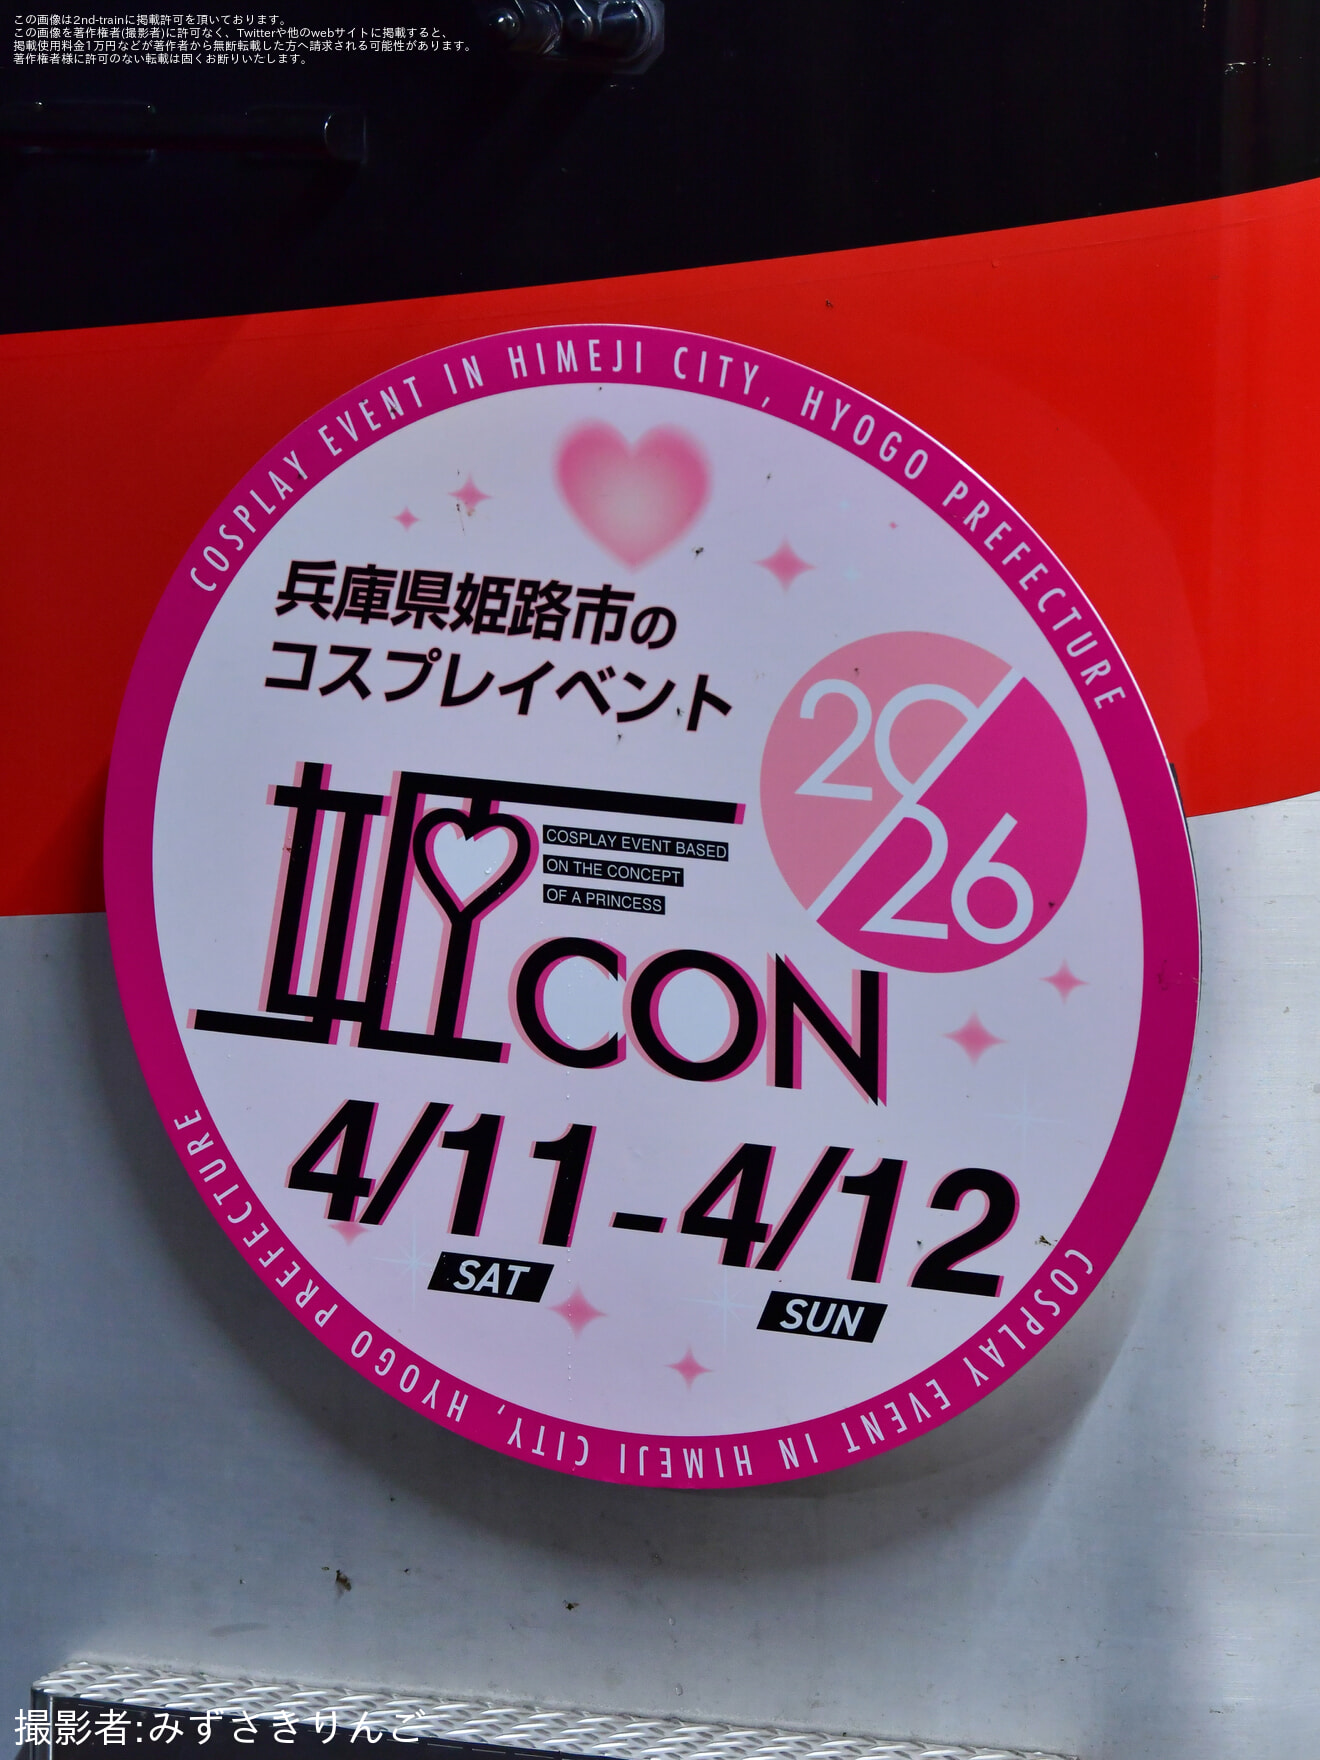 この画像は2nd-trainに掲載許可を頂いております。
この画像を著作権者(撮影者)に許可なく、Twitterや他のwebサイトに掲載すると、
掲載使用料金1万円などが著作者から無断転載した方へ請求される可能性があります。
著作権者様に許可のない転載は固くお断りいたします。
COSPLAY EVENT IN HIMEJI CITY, HYOGO PREFECTURE
兵庫県姫路市の
コスプレイベント
2026
姫CON
COSPLAY EVENT BASED
ON THE CONCEPT
OF A PRINCESS
4/11-4/12
SAT SUN
COSPLAY EVENT IN HIMEJI CITY, HYOGO PREFECTURE
撮影者:みずさきりんご